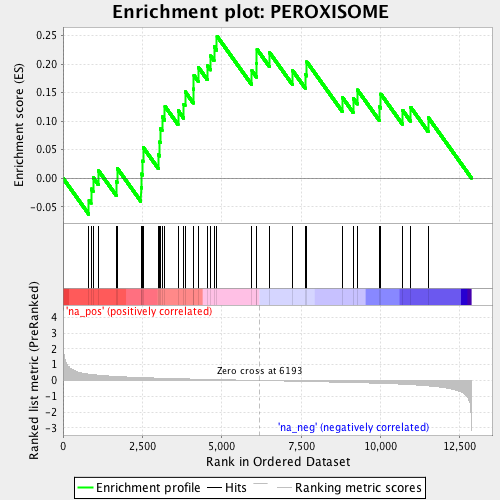 Enrichment plot: PEROXISOME
Enrichment score (ES)
0.25
0.20
0.15
0.10
0.05
0.00
-0.05
Ranked list metric (PreRanked)
'na_pos' (positively correlated)
4
3
2
1
0
-1
-2
-3
Zero cross at 6193
'na_neg' (negatively correlated)
0
2,500
5,000
7,500
10,000
12,500
Rank in Ordered Dataset
Enrichment profile
Hits
Ranking metric scores